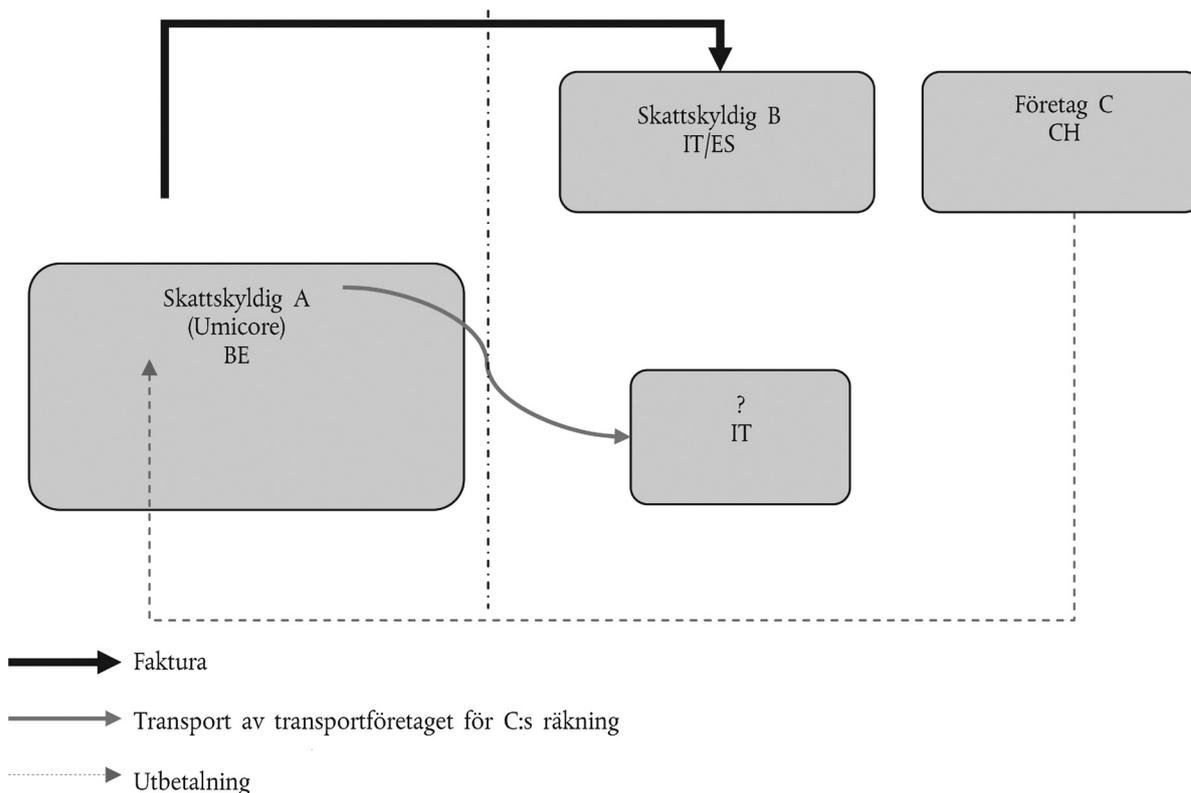 Skattskyldig B
IT/ES
Företag C
CH
Skattskyldig A
(Umicore)
BE
?
IT
Faktura
Transport av transportföretaget för C:s räkning
Utbetalning